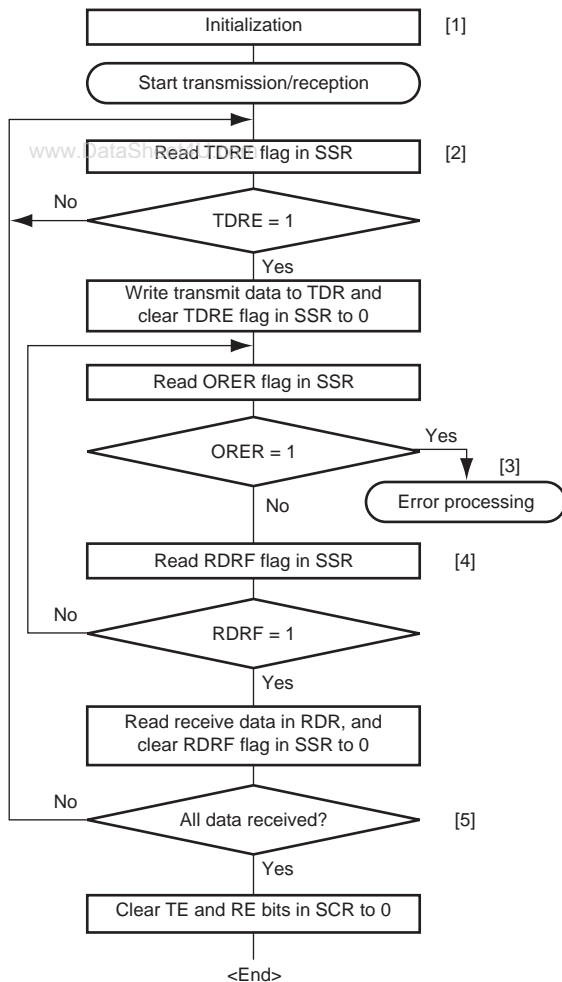 Initialization [1]
Start transmission/reception
www.DataSheet4U.com
Read TDRE flag in SSR [2]
No
TDRE = 1
Yes
Write transmit data to TDR and
clear TDRE flag in SSR to 0
Read ORER flag in SSR
Yes
ORER = 1
[3]
Error processing
No
Read RDRF flag in SSR [4]
No
RDRF = 1
Yes
Read receive data in RDR, and
clear RDRF flag in SSR to 0
No
All data received? [5]
Yes
Clear TE and RE bits in SCR to 0
<End>